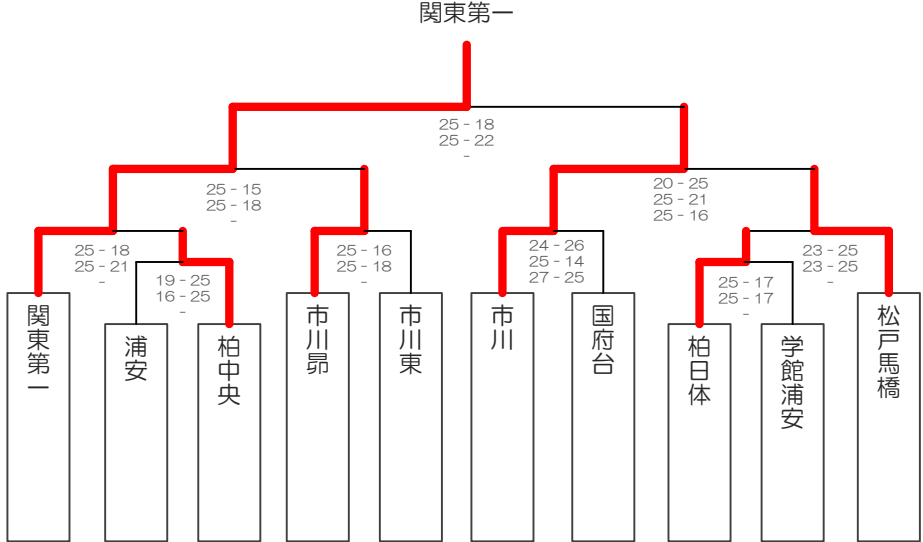 関東第一
25 - 18
25 - 22
-
25 - 15
25 - 18
-
20 - 25
25 - 21
25 - 16
25 - 18
25 - 21
-
25 - 16
25 - 18
-
24 - 26
25 - 14
27 - 25
23 - 25
23 - 25
-
19 - 25
16 - 25
-
25 - 17
25 - 17
-
関東第一
浦安
柏中央
市川昴
市川東
市川
国府台
柏日体
学館浦安
松戸馬橋